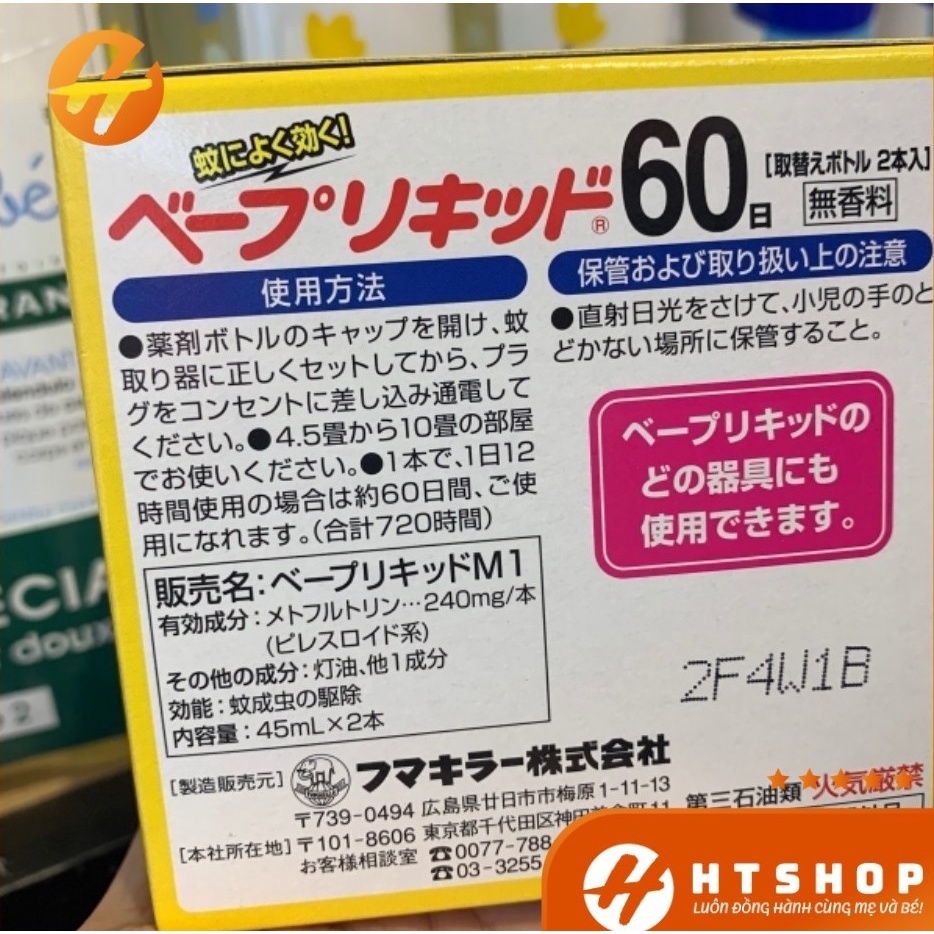 蚊によく効く!
ベープリキッド® 60日
[取替えボトル 2本入]
無香料
使用方法
●薬剤ボトルのキャップを開け、蚊
取り器に正しくセットしてから、プラ
グをコンセントに差し込み通電して
ください。●4.5畳から10畳の部屋
でお使いください。●1本で、1日12
時間使用の場合は約60日間、ご使
用になれます。(合計720時間)
保管および取り扱い上の注意
●直射日光をさけて、小児の手のと
どかない場所に保管すること。
ベープリキッドの
どの器具にも
使用できます。
販売名:ベープリキッドM1
有効成分:メトフルトリン…240mg/本
(ピレスロイド系)
その他の成分:灯油、他1成分
効能:蚊成虫の駆除
内容量:45mL×2本
2F4W1B
[製造販売元] フマキラー株式会社
〒739-0494 広島県廿日市市梅原1-11-13
[本社所在地] 〒101-8606 東京都千代田区神田
お客様相談室 ☎0077-788
☎03-3255
第三石油類 火気厳禁
RAN
AVANT
ECIA
doux
HTSHOP
LUÔN ĐỒNG HÀNH CÙNG MẸ VÀ BÉ!